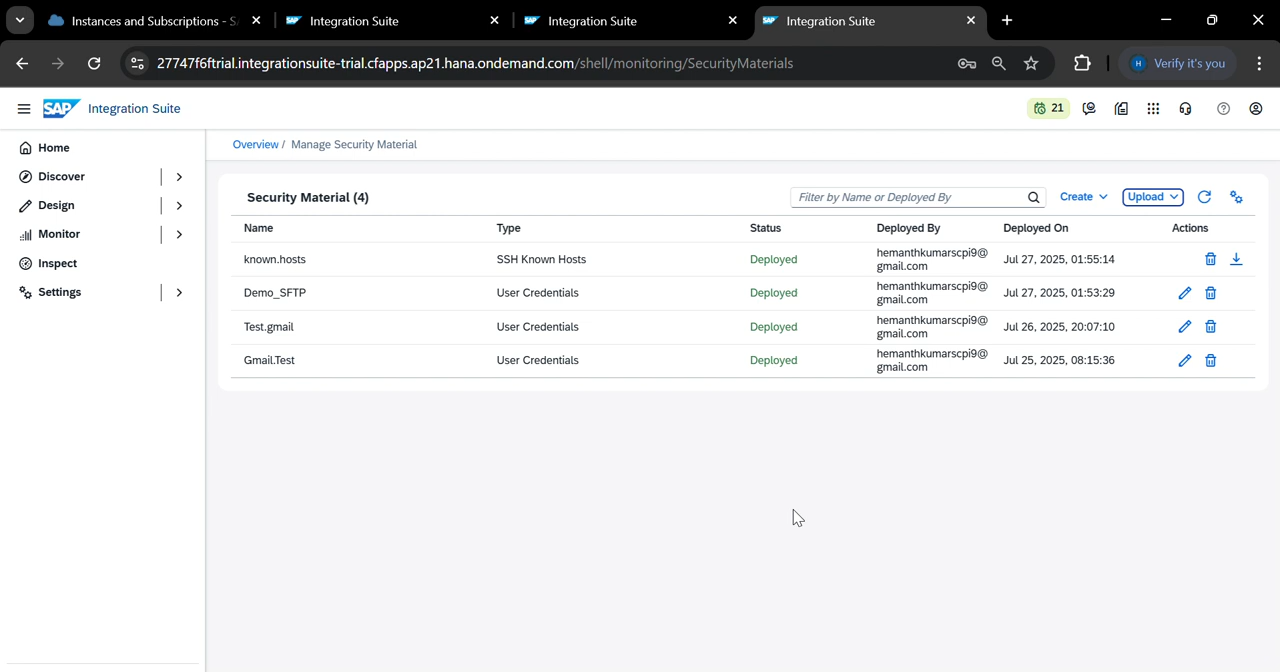 Instances and Subscriptions - S
Integration Suite
Integration Suite
Integration Suite
27747f6ftrial.integrationsuite-trial.cfapps.ap21.hana.ondemand.com/shell/monitoring/SecurityMaterials
H
Verify it's you
SAP Integration Suite
21
Home
Discover
Design
Monitor
Inspect
Settings
Overview / Manage Security Material
Security Material (4)
Filter by Name or Deployed By
Create
Upload
Name Type Status Deployed By Deployed On Actions
known.hosts SSH Known Hosts Deployed hemanthkumarscpi9@ Jul 27, 2025, 01:55:14
gmail.com
Demo_SFTP User Credentials Deployed hemanthkumarscpi9@ Jul 27, 2025, 01:53:29
gmail.com
Test.gmail User Credentials Deployed hemanthkumarscpi9@ Jul 26, 2025, 20:07:10
gmail.com
Gmail.Test User Credentials Deployed hemanthkumarscpi9@ Jul 25, 2025, 08:15:36
gmail.com